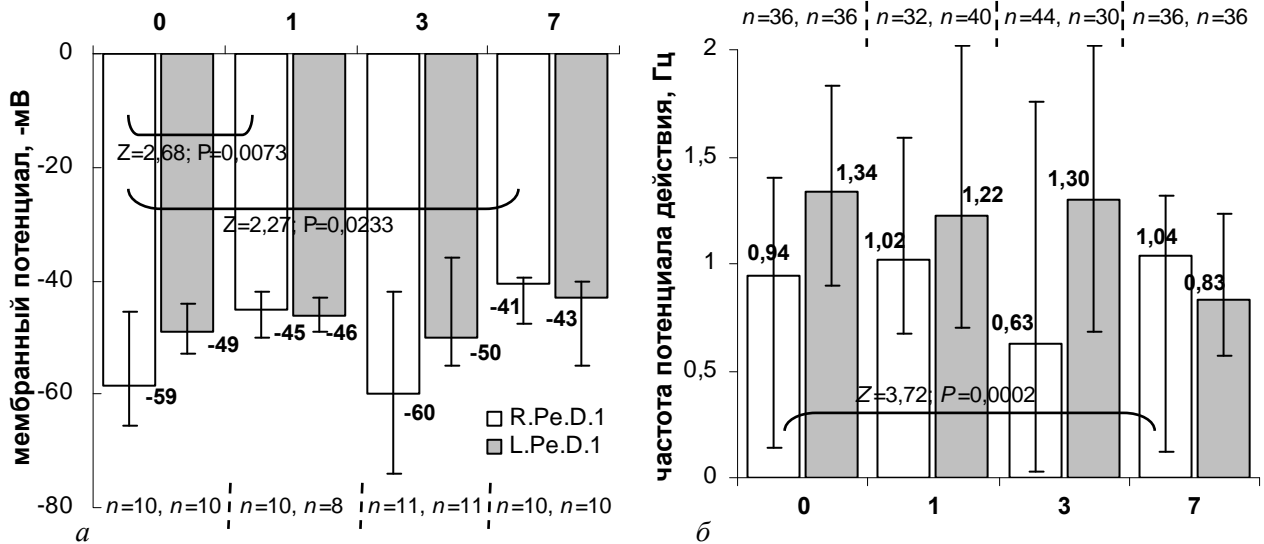 0 1 3 7
мембранный потенциал, -мВ
0
-20
-40
-60
-80
Z=2,68; P=0,0073
Z=2,27; P=0,0233
-59
-49
-45
-46
-60
-50
-41
-43
R.Pe.D.1
L.Pe.D.1
n=10, n=10 n=10, n=8 n=11, n=11 n=10, n=10
а
n=36, n=36 n=32, n=40 n=44, n=30 n=36, n=36
частота потенциала действия, Гц
2
1,5
1
0,5
0
0,94
1,34
1,02
1,22
0,63
1,30
1,04
0,83
Z=3,72; P=0,0002
0 1 3 7
б